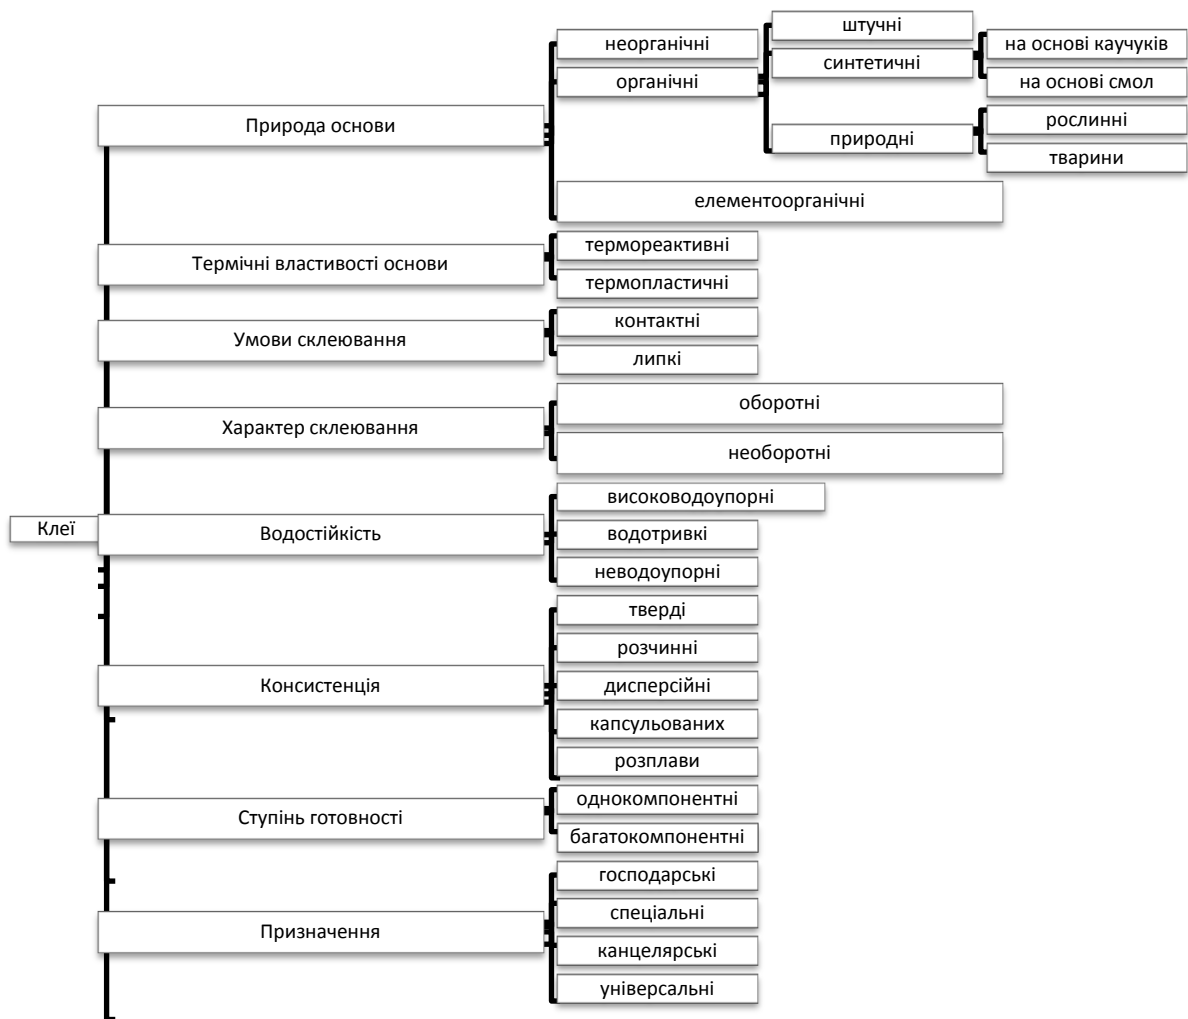 Клеї
Природа основи
неорганічні
органічні
штучні
синтетичні
на основі каучуків
на основі смол
природні
рослинні
тварини
елементоорганічні
Термічні властивості основи
термореактивні
термопластичні
Умови склеювання
контактні
липкі
Характер склеювання
оборотні
необоротні
Водостійкість
висоководоупорні
водотривкі
неводоупорні
Консистенція
тверді
розчинні
дисперсійні
капсульованих
розплави
Ступінь готовності
однокомпонентні
багатокомпонентні
Призначення
господарські
спеціальні
канцелярські
універсальні